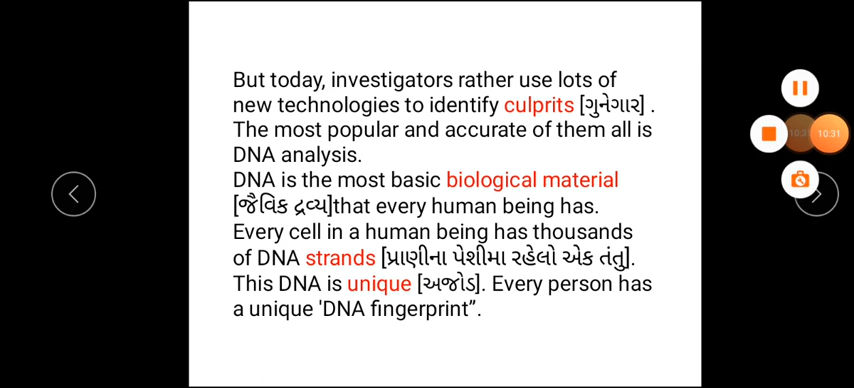 But today, investigators rather use lots of
new technologies to identify culprits [ગુનેગાર] .
The most popular and accurate of them all is
DNA analysis.
DNA is the most basic biological material
[જૈવિક દ્રવ્ય]that every human being has.
Every cell in a human being has thousands
of DNA strands [પ્રાણીના પેશીમા રહેલો એક તંતુ].
This DNA is unique [અજોડ]. Every person has
a unique 'DNA fingerprint”.
10:31